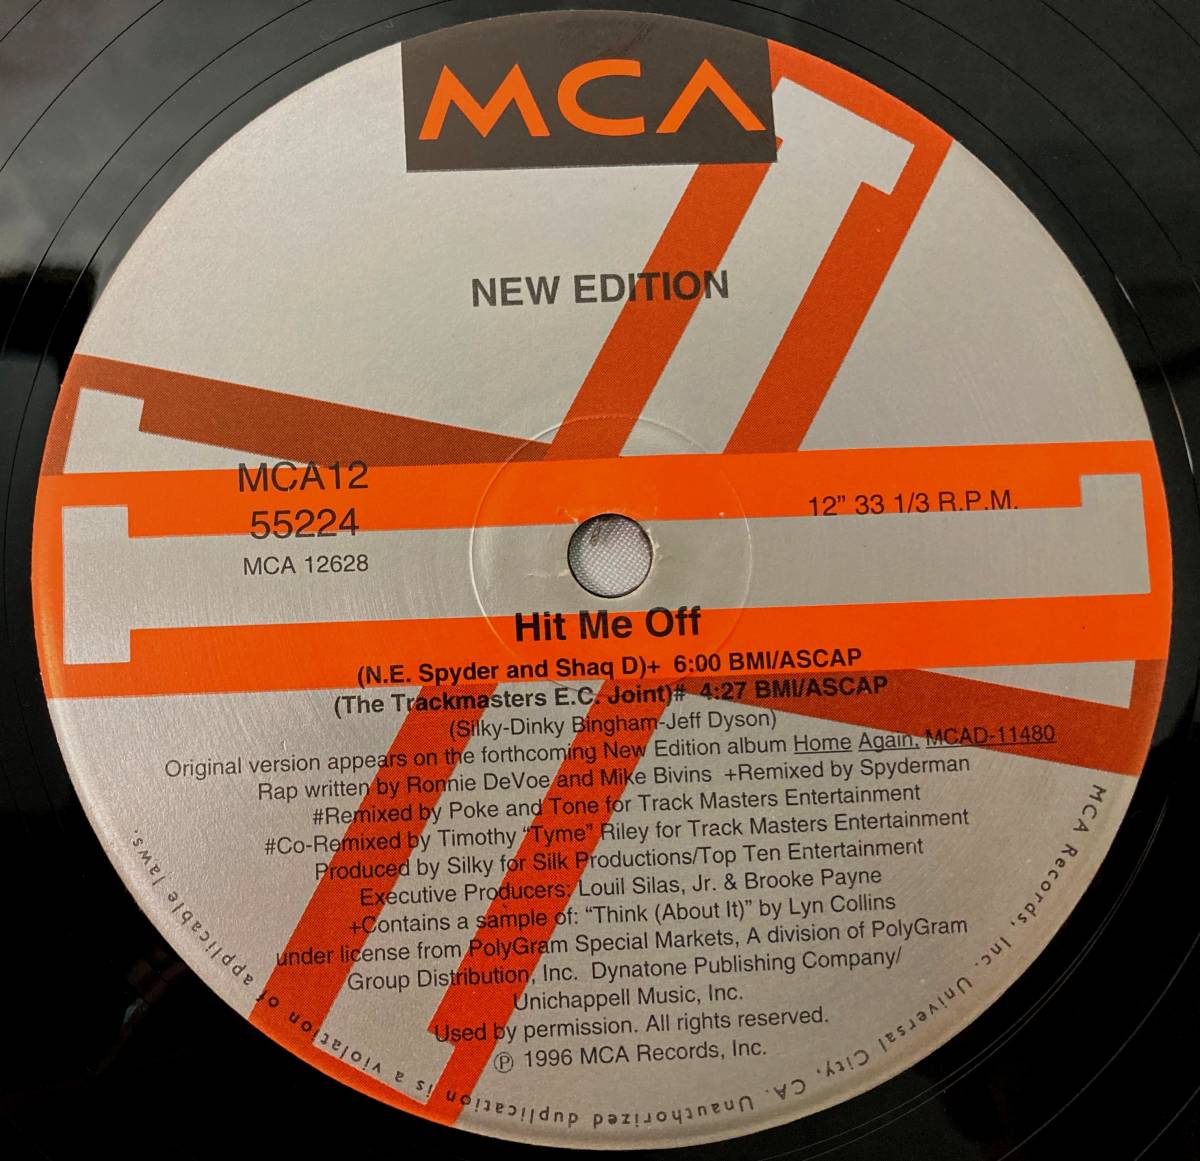 MCA
NEW EDITION
MCA12
55224
MCA 12628
12” 33 1/3 R.P.M.
Hit Me Off
(N.E. Spyder and Shaq D)+ 6:00 BMI/ASCAP
(The Trackmasters E.C. Joint)# 4:27 BMI/ASCAP
(Silky-Dinky Bingham-Jeff Dyson)
Original version appears on the forthcoming New Edition album Home Again, MCAD-11480
Rap written by Ronnie DeVoe and Mike Bivins +Remixed by Spyderman
#Remixed by Poke and Tone for Track Masters Entertainment
#Co-Remixed by Timothy “Tyme” Riley for Track Masters Entertainment
Produced by Silky for Silk Productions/Top Ten Entertainment
Executive Producers: Louil Silas, Jr. & Brooke Payne
+Contains a sample of: “Think (About It)” by Lyn Collins
under license from PolyGram Special Markets, A division of PolyGram
Group Distribution, Inc. Dynatone Publishing Company/
Unichappell Music, Inc.
Used by permission. All rights reserved.
℗ 1996 MCA Records, Inc.
MCA Records, Inc. Universal City, CA. Unauthorized duplication is a violation of applicable laws.